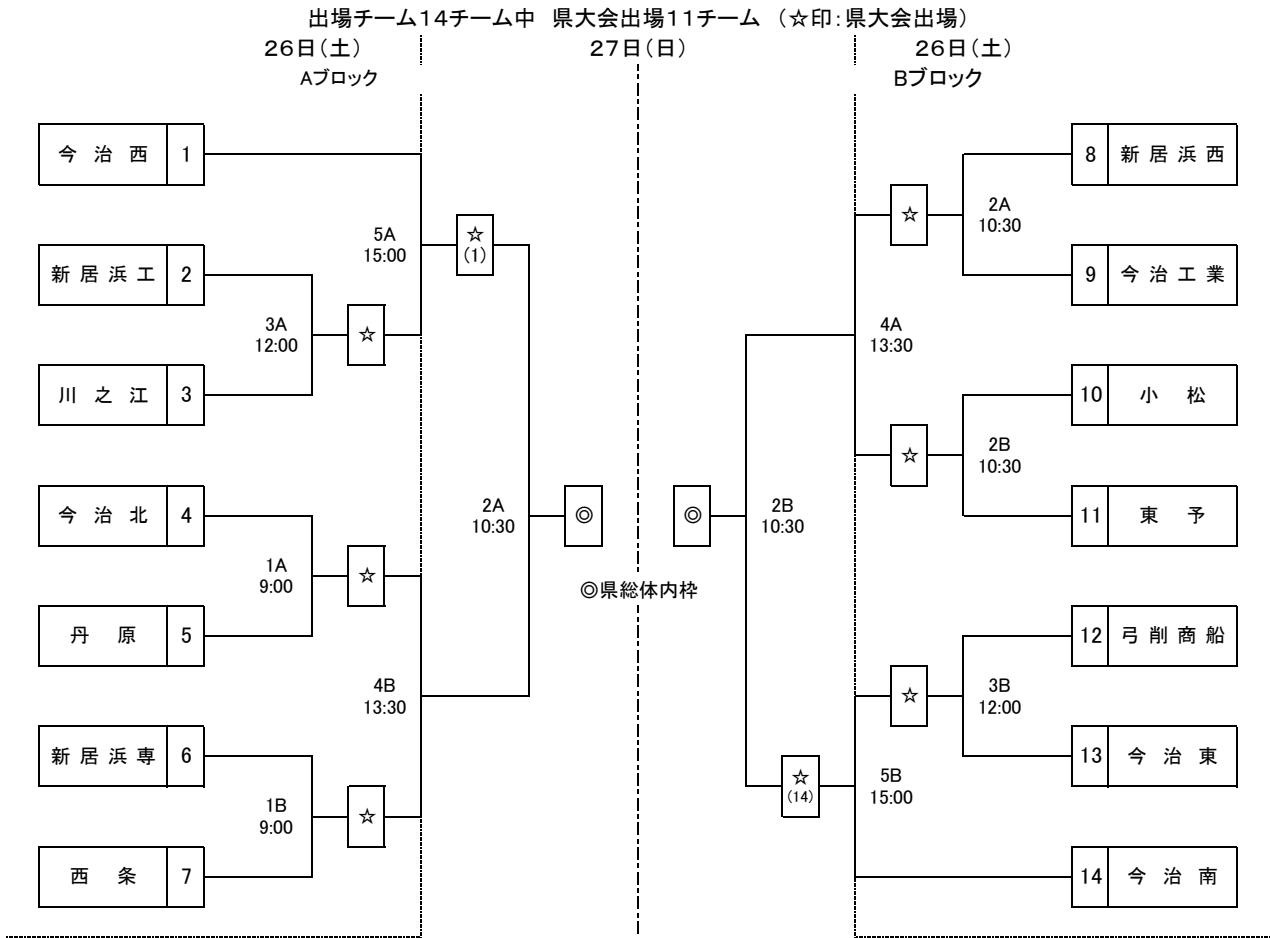 出場チーム14チーム中 県大会出場11チーム (☆印:県大会出場)
26日(土)
27日(日)
26日(土)
Aブロック
Bブロック
今治西 1
新居浜工 2
川之江 3
今治北 4
丹原 5
新居浜専 6
西条 7
3A
12:00
☆
1A
9:00
☆
1B
9:00
☆
5A
15:00
☆
(1)
4B
13:30
2A
10:30
◎
◎県総体内枠
◎
2B
10:30
☆
(14)
4A
13:30
5B
15:00
☆
2A
10:30
☆
2B
10:30
☆
3B
12:00
8 新居浜西
9 今治工業
10 小松
11 東予
12 弓削商船
13 今治東
14 今治南